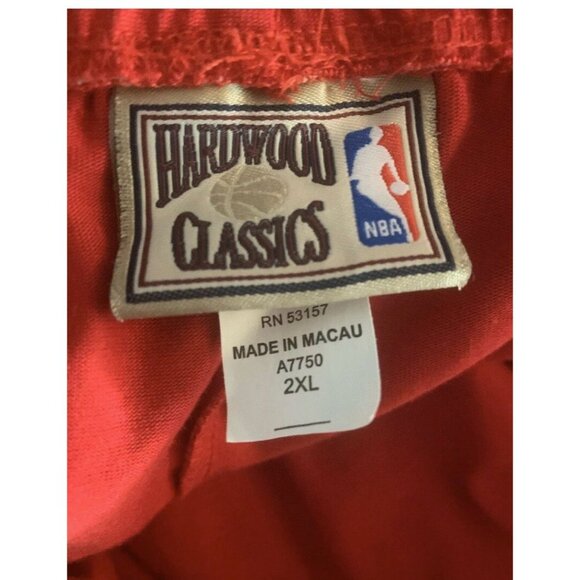 HARDWOOD
CLASSICS
NBA
RN 53157
MADE IN MACAU
A7750
2XL